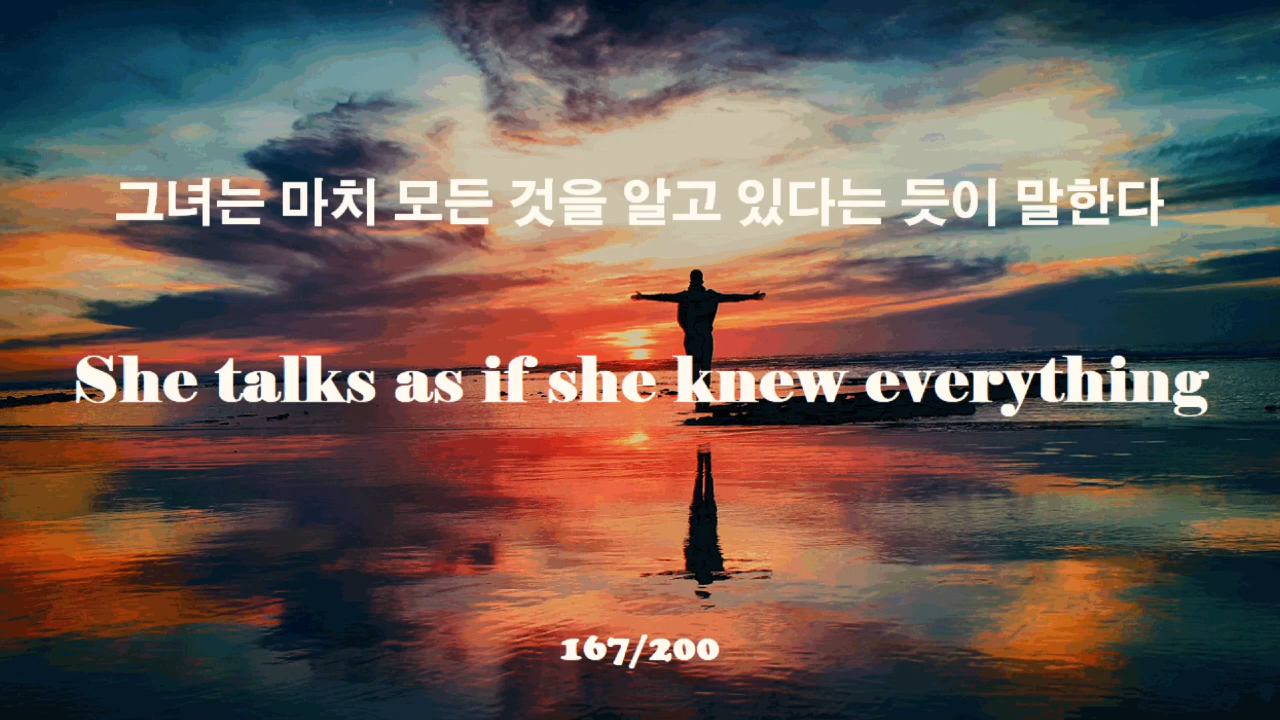 그녀는 마치 모든 것을 알고 있다는 듯이 말한다
She talks as if she knew everything
167/200